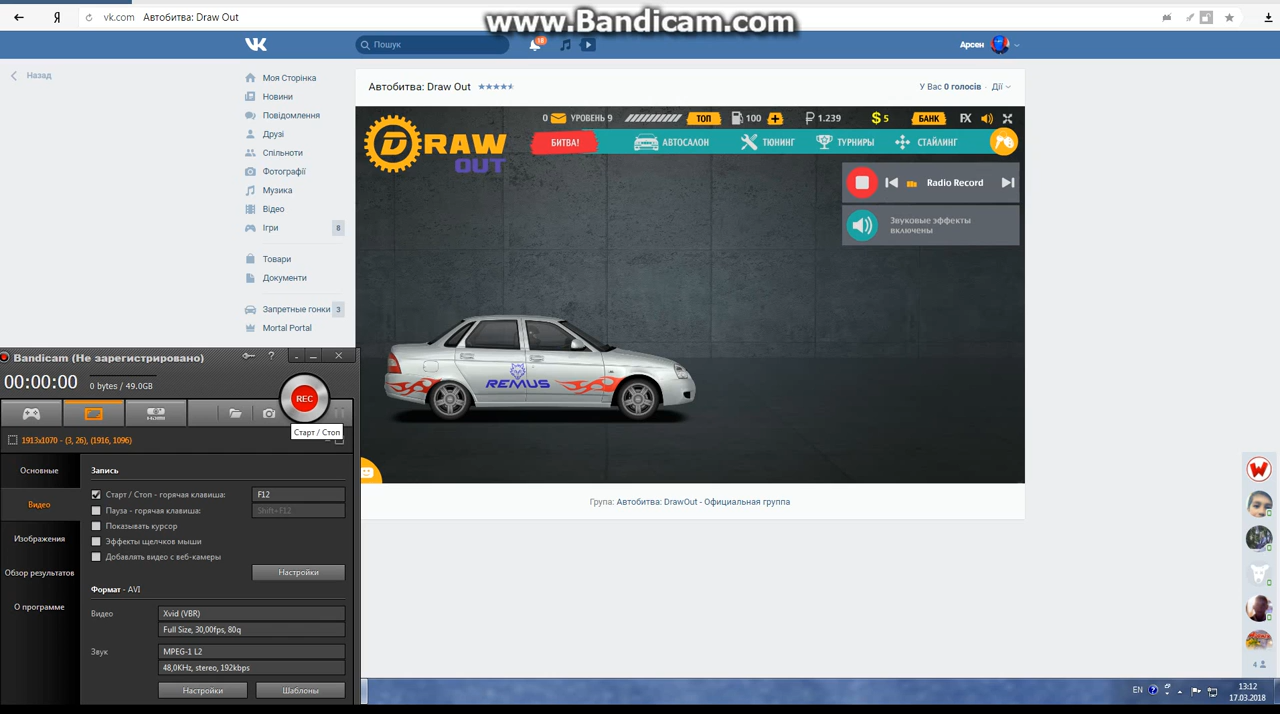 www.Bandicam.com
Я
vk.com Автобитва: Draw Out
Пошук
18
Арсен
Назад
Моя Сторінка
Новини
Повідомлення
Друзі
Спільноти
Фотографії
Музика
Відео
Ігри 8
Товари
Документи
Запретные гонки 3
Mortal Portal
Автобитва: Draw Out
У Вас 0 голосів · Дії
0 УРОВЕНЬ 9 ТОП 100 + ₽ 1.239 $ 5 БАНК FX
DRAW
OUT
БИТВА! АВТОСАЛОН ТЮНИНГ ТУРНИРЫ СТАЙЛИНГ
Radio Record
Звуковые эффекты
включены
REMUS
Група: Автобитва: DrawOut - Официальная группа
Bandicam (Не зарегистрировано)
00:00:00 0 bytes / 49.0GB
REC
HDMI
Старт / Стоп
1913x1070 - (3, 26), (1916, 1096)
Основные
Видео
Изображения
Обзор результатов
О программе
Запись
Старт / Стоп - горячая клавиша: F12
Пауза - горячая клавиша: Shift+F12
Показывать курсор
Эффекты щелчков мыши
Добавлять видео с веб-камеры
Настройки
Формат - AVI
Видео Xvid (VBR)
Full Size, 30,00fps, 80q
Звук MPEG-1 L2
48,0KHz, stereo, 192kbps
Настройки Шаблоны
W
4
EN
13:12
17.03.2018